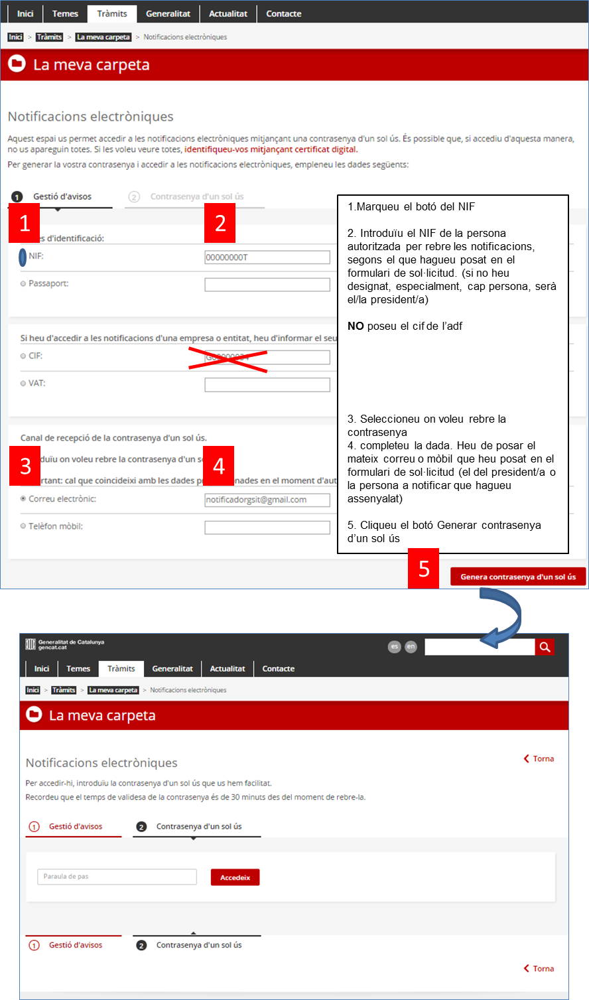 Inici Temes Tràmits Generalitat Actualitat Contacte
Inici > Tràmits > La meva carpeta > Notificacions electròniques
La meva carpeta
Notificacions electròniques
Aquest espai us permet accedir a les notificacions electròniques mitjançant una contrasenya d'un sol ús. És possible que, si accediu d'aquesta manera,
no us apareguin totes. Si les voleu veure totes, identifiqueu-vos mitjançant certificat digital.
Per generar la vostra contrasenya i accedir a les notificacions electròniques, empleneu les dades següents:
1 Gestió d'avisos 2 Contrasenya d'un sol ús
1 2
d'identificació:
NIF: 00000000T
Passaport:
Si heu d'accedir a les notificacions d'una empresa o entitat, heu d'informar el seu
CIF:
VAT:
Canal de recepció de la contrasenya d'un sol ús.
on voleu rebre la contrasenya d'un
3 4
cal que coincideixi amb les dades en el moment
Correu electrònic: notificadorgsit@gmail.com
Telèfon mòbil:
1.Marqueu el botó del NIF
2. Introduïu el NIF de la persona
autoritzada per rebre les notificacions,
segons el que hagueu posat en el
formulari de sol·licitud. (si no heu
designat, especialment, cap persona, serà
el/la president/a)
NO poseu el cif de l'adf
3. Seleccioneu on voleu rebre la
contrasenya
4. completeu la dada. Heu de posar el
mateix correu o mòbil que heu posat en el
formulari de sol·licitud (el del president/a o
la persona a notificar que hagueu
assenyalat)
5. Cliqueu el botó Generar contrasenya
d'un sol ús
5 Genera contrasenya d'un sol ús
Generalitat de Catalunya
gencat.cat
es en
Inici Temes Tràmits Generalitat Actualitat Contacte
Inici > Tràmits > La meva carpeta > Notificacions electròniques
La meva carpeta
Torna
Notificacions electròniques
Per accedir-hi, introduïu la contrasenya d'un sol ús que us hem facilitat.
Recordeu que el temps de validesa de la contrasenya és de 30 minuts des del moment de rebre-la.
1 Gestió d'avisos 2 Contrasenya d'un sol ús
Paraula de pas Accedeix
1 Gestió d'avisos 2 Contrasenya d'un sol ús
Torna